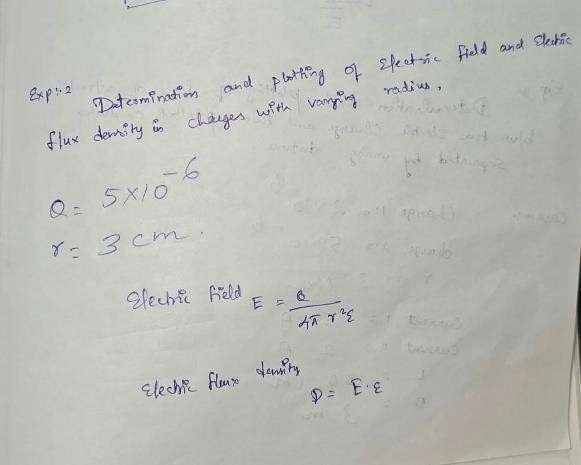 Exp:-2 Determination and plotting of Electric field and Electric
flux density in charges with varying radius.
Q = 5×10⁻⁶
r = 3 cm.
Electric field E = Q / 4π r²ε
Electric flux density D = E·ε